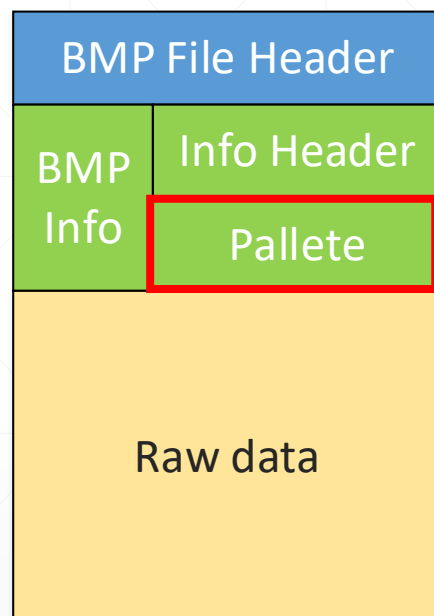 BMP File Header
BMP
Info
Info Header
Pallete
Raw data